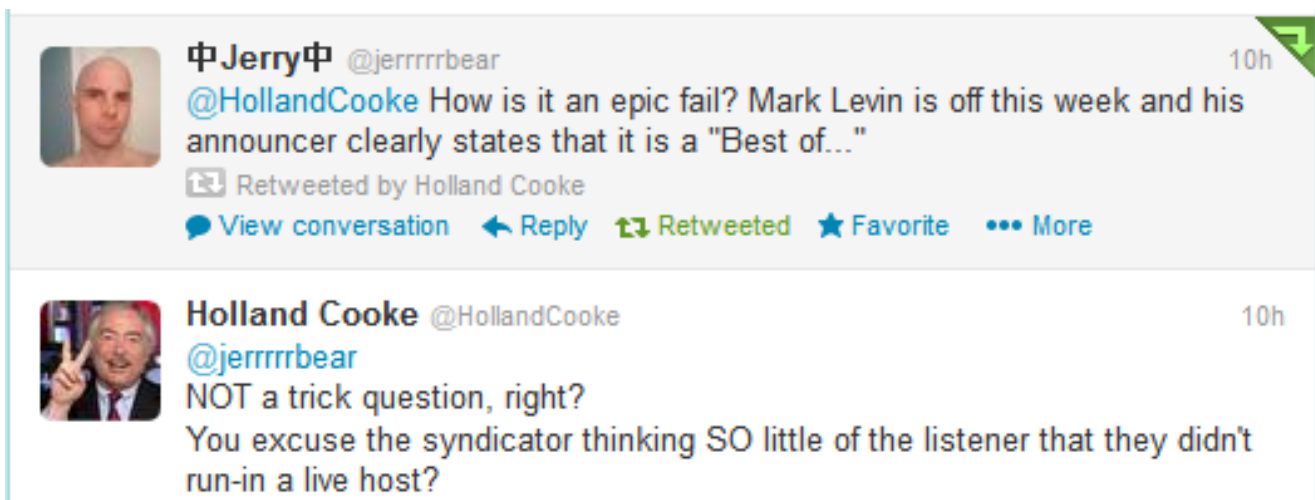 中Jerry中 @jerrrrrbear 10h
@HollandCooke How is it an epic fail? Mark Levin is off this week and his
announcer clearly states that it is a "Best of..."
Retweeted by Holland Cooke
View conversation Reply Retweeted Favorite ••• More
Holland Cooke @HollandCooke 10h
@jerrrrrbear
NOT a trick question, right?
You excuse the syndicator thinking SO little of the listener that they didn't
run-in a live host?